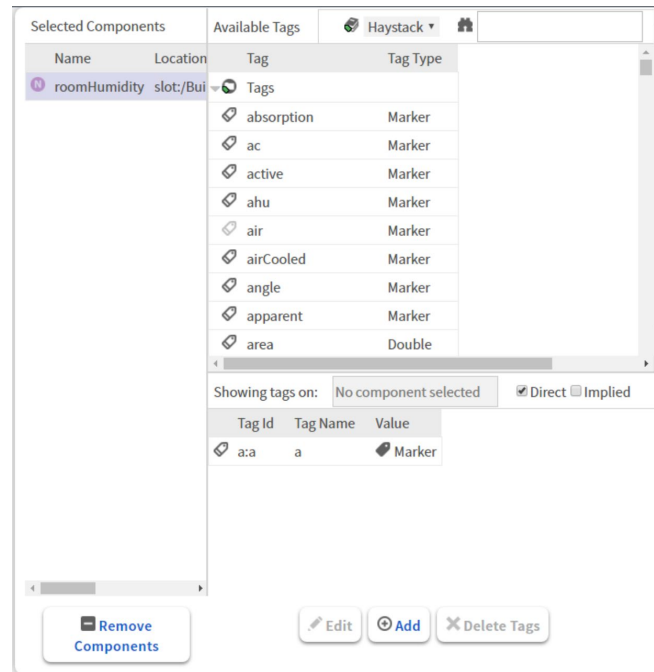 Selected Components
Available Tags
Haystack
Name Location
roomHumidity slot:/Bui
Tag Tag Type
Tags
absorption Marker
ac Marker
active Marker
ahu Marker
air Marker
airCooled Marker
angle Marker
apparent Marker
area Double
Showing tags on: No component selected Direct Implied
Tag Id Tag Name Value
a:a a Marker
Remove
Components
Edit Add Delete Tags